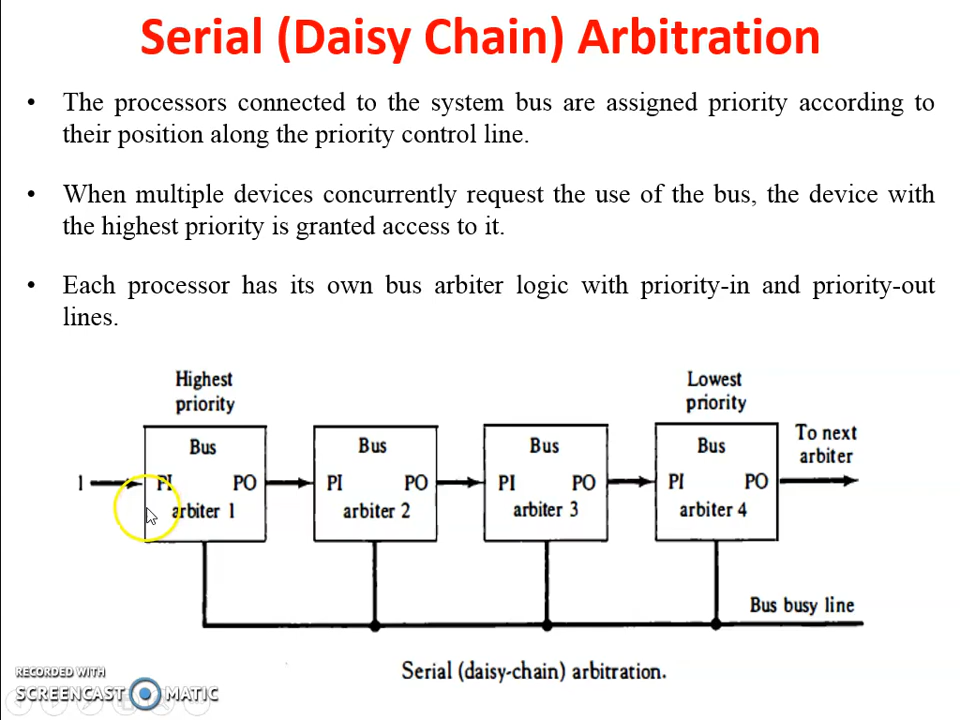 Serial (Daisy Chain) Arbitration
• The processors connected to the system bus are assigned priority according to
their position along the priority control line.
• When multiple devices concurrently request the use of the bus, the device with
the highest priority is granted access to it.
• Each processor has its own bus arbiter logic with priority-in and priority-out
lines.
Highest
priority
Lowest
priority
Bus
Bus
Bus
Bus
To next
arbiter
1
PI PO
PI PO
PI PO
PI PO
arbiter 1
arbiter 2
arbiter 3
arbiter 4
Bus busy line
Serial (daisy-chain) arbitration.
RECORDED WITH
SCREENCAST MATIC